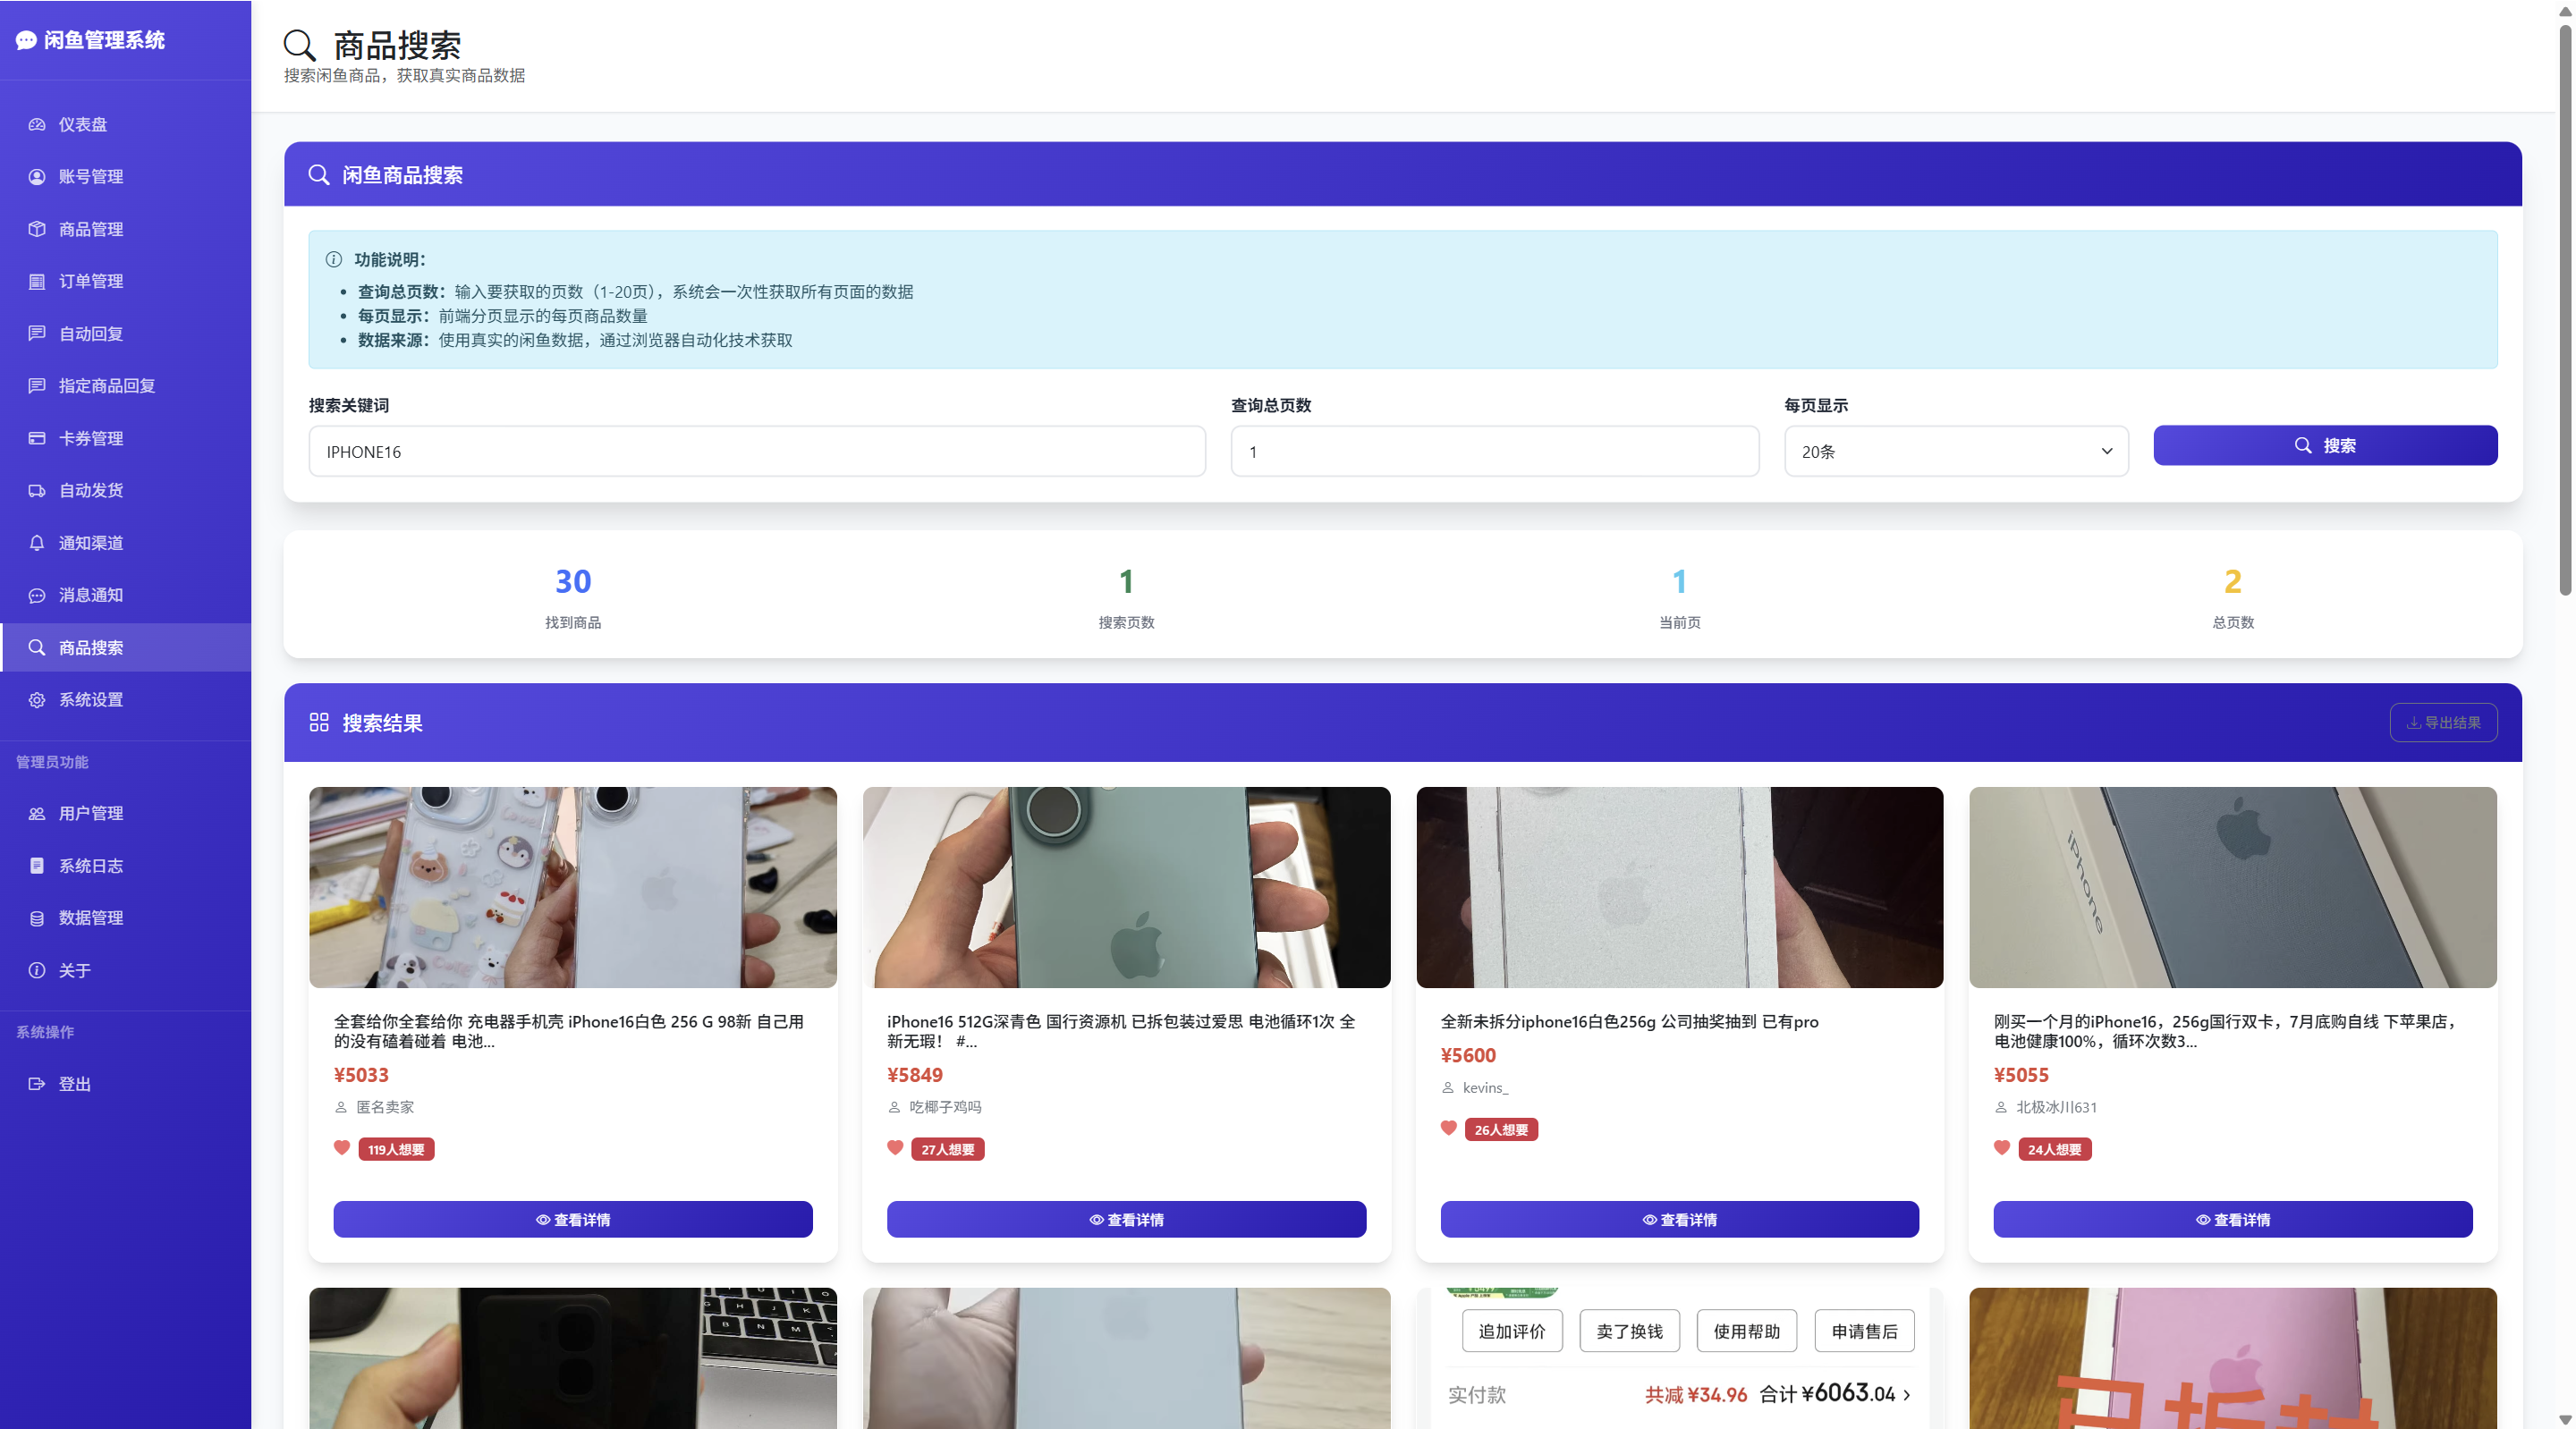 闲鱼管理系统
仪表盘
账号管理
商品管理
订单管理
自动回复
指定商品回复
卡券管理
自动发货
通知渠道
消息通知
商品搜索
系统设置
管理员功能
用户管理
系统日志
数据管理
关于
系统操作
登出
商品搜索
搜索闲鱼商品，获取真实商品数据
闲鱼商品搜索
功能说明：
查询总页数：输入要获取的页数（1-20页），系统会一次性获取所有页面的数据
每页显示：前端分页显示的每页商品数量
数据来源：使用真实的闲鱼数据，通过浏览器自动化技术获取
搜索关键词
IPHONE16
查询总页数
1
每页显示
20条
搜索
30
找到商品
1
搜索页数
1
当前页
2
总页数
搜索结果
导出结果
全套给你全套给你 充电器手机壳 iPhone16白色 256 G 98新 自己用
的没有磕着碰着 电池...
¥5033
匿名卖家
119人想要
查看详情
iPhone16 512G深青色 国行资源机 已拆包装过爱思 电池循环1次 全
新无瑕！ #...
¥5849
吃椰子鸡吗
27人想要
查看详情
全新未拆分iphone16白色256g 公司抽奖抽到 已有pro
¥5600
kevins_
26人想要
查看详情
iPhone
刚买一个月的iPhone16，256g国行双卡，7月底购自线 下苹果店，
电池健康100%，循环次数3...
¥5055
北极冰川631
24人想要
查看详情
追加评价
卖了换钱
使用帮助
申请售后
实付款
共减 ¥34.96 合计 ¥6063.04 >